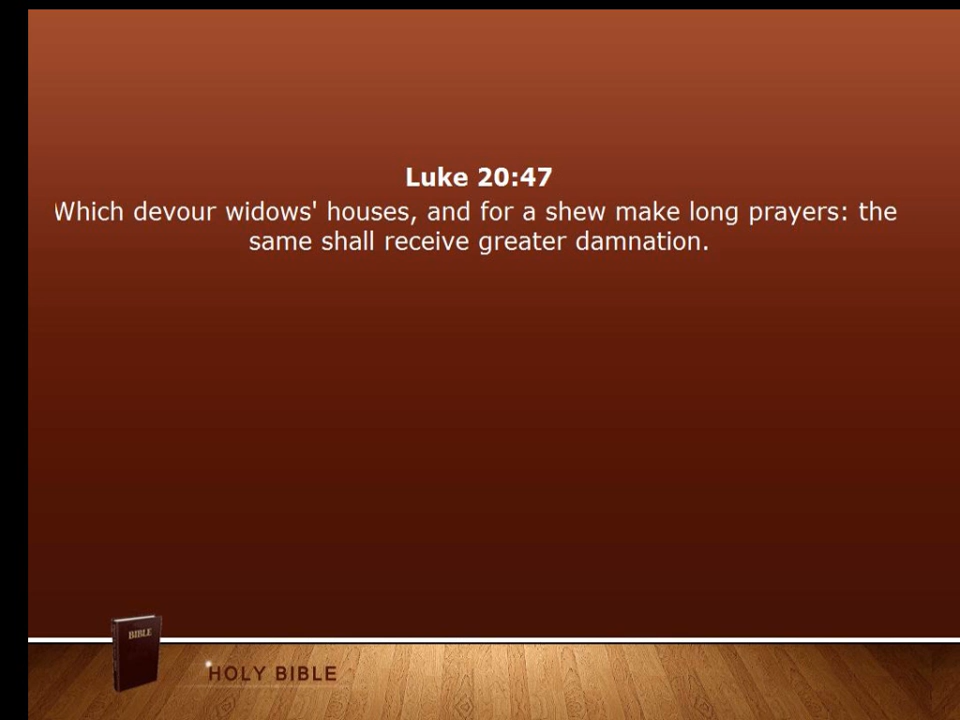 Luke 20:47
Which devour widows' houses, and for a shew make long prayers: the
same shall receive greater damnation.
BIBLE
HOLY BIBLE